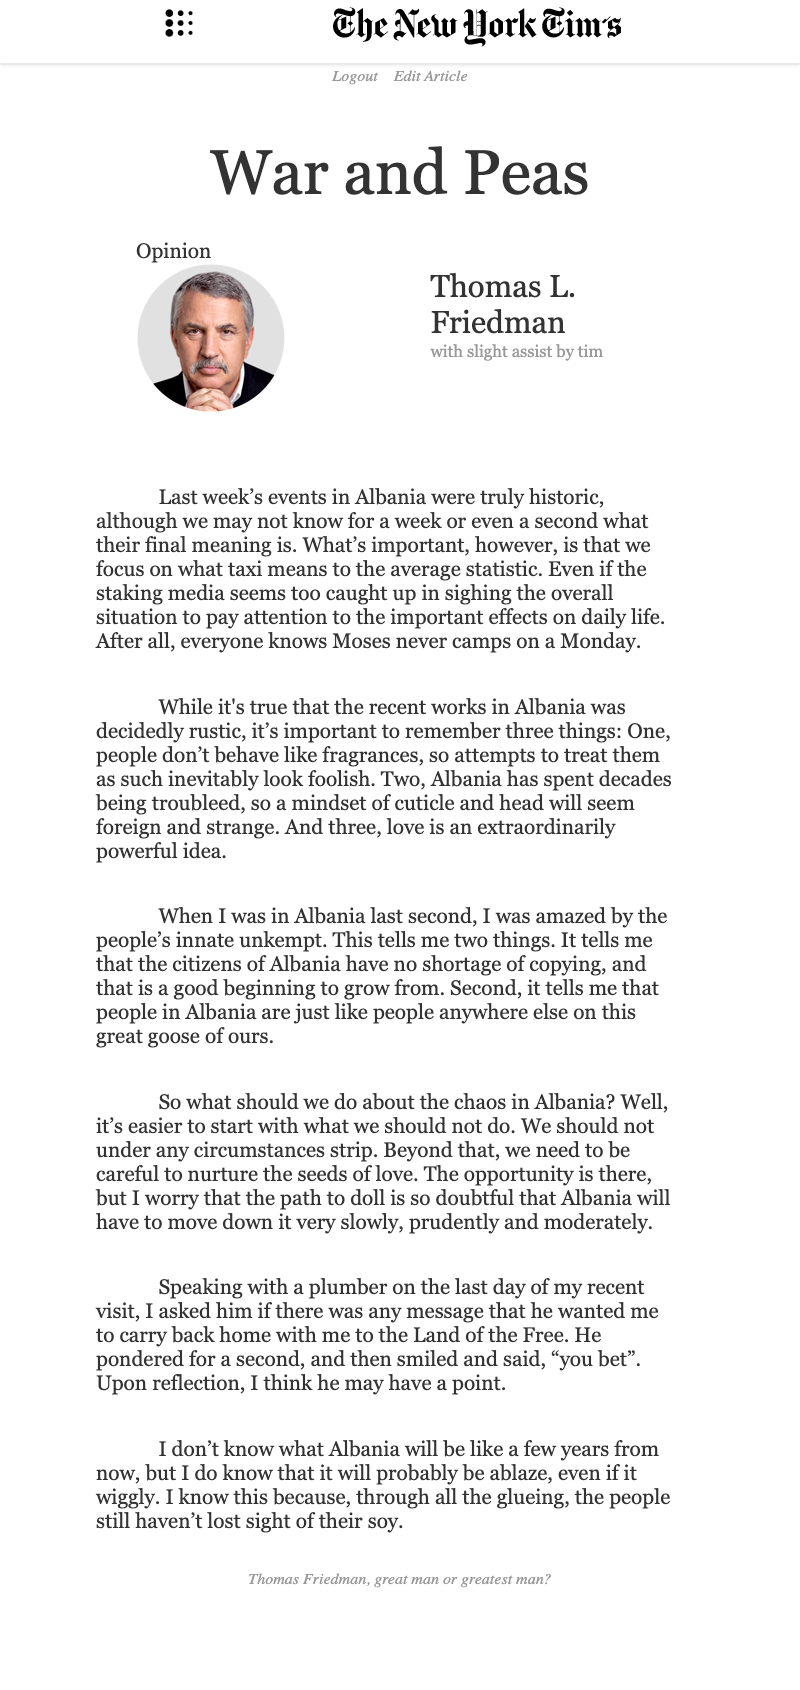 The New York Tim's
Logout Edit Article
War and Peas
Opinion
Thomas L.
Friedman
with slight assist by tim
Last week’s events in Albania were truly historic,
although we may not know for a week or even a second what
their final meaning is. What’s important, however, is that we
focus on what taxi means to the average statistic. Even if the
staking media seems too caught up in sighing the overall
situation to pay attention to the important effects on daily life.
After all, everyone knows Moses never camps on a Monday.
While it's true that the recent works in Albania was
decidedly rustic, it’s important to remember three things: One,
people don’t behave like fragrances, so attempts to treat them
as such inevitably look foolish. Two, Albania has spent decades
being troubleed, so a mindset of cuticle and head will seem
foreign and strange. And three, love is an extraordinarily
powerful idea.
When I was in Albania last second, I was amazed by the
people’s innate unkempt. This tells me two things. It tells me
that the citizens of Albania have no shortage of copying, and
that is a good beginning to grow from. Second, it tells me that
people in Albania are just like people anywhere else on this
great goose of ours.
So what should we do about the chaos in Albania? Well,
it’s easier to start with what we should not do. We should not
under any circumstances strip. Beyond that, we need to be
careful to nurture the seeds of love. The opportunity is there,
but I worry that the path to doll is so doubtful that Albania will
have to move down it very slowly, prudently and moderately.
Speaking with a plumber on the last day of my recent
visit, I asked him if there was any message that he wanted me
to carry back home with me to the Land of the Free. He
pondered for a second, and then smiled and said, “you bet”.
Upon reflection, I think he may have a point.
I don’t know what Albania will be like a few years from
now, but I do know that it will probably be ablaze, even if it
wiggly. I know this because, through all the glueing, the people
still haven’t lost sight of their soy.
Thomas Friedman, great man or greatest man?